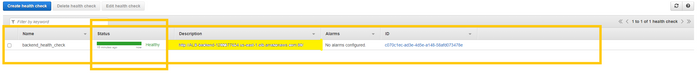 Create health check Delete health check Edit health check
Filter by keyword
1 to 1 of 1 health check
Name Status Description Alarms ID
backend_health_check Healthy No alarms configured.